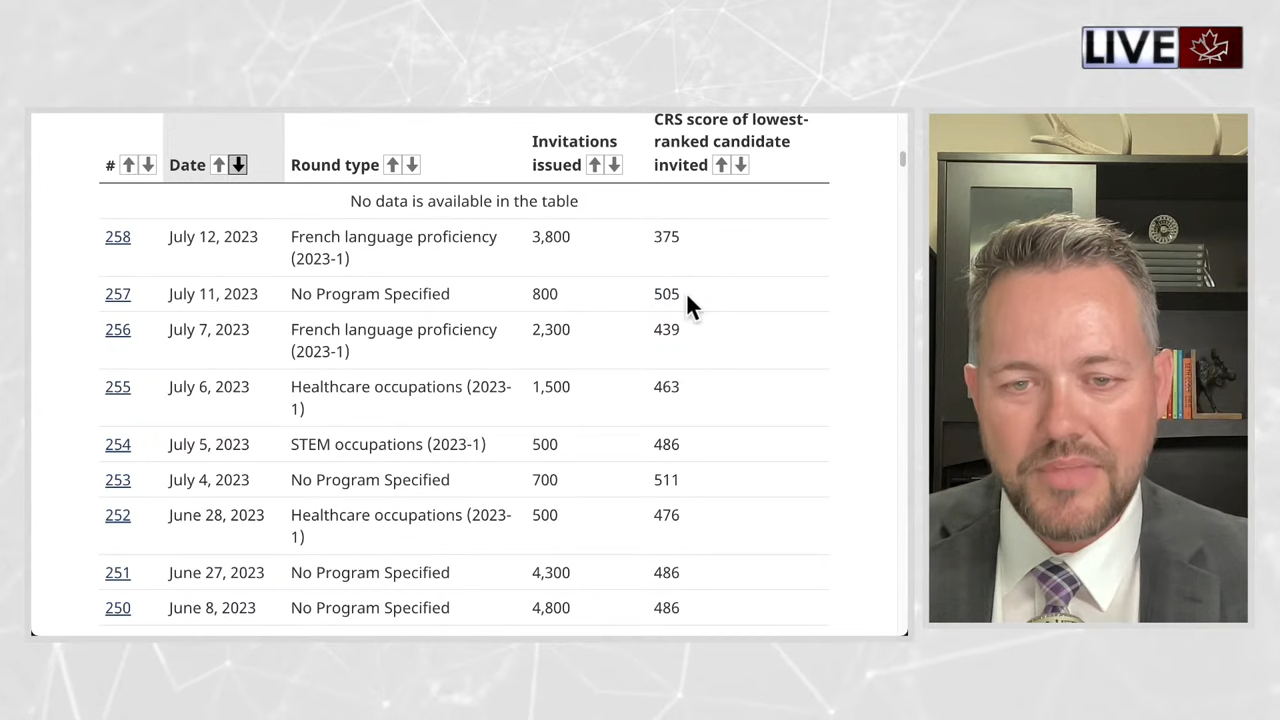 LIVE
CRS score of lowest-
Invitations ranked candidate
# Date Round type issued invited
No data is available in the table
258 July 12, 2023 French language proficiency 3,800 375
(2023-1)
257 July 11, 2023 No Program Specified 800 505
256 July 7, 2023 French language proficiency 2,300 439
(2023-1)
255 July 6, 2023 Healthcare occupations (2023- 1,500 463
1)
254 July 5, 2023 STEM occupations (2023-1) 500 486
253 July 4, 2023 No Program Specified 700 511
252 June 28, 2023 Healthcare occupations (2023- 500 476
1)
251 June 27, 2023 No Program Specified 4,300 486
250 June 8, 2023 No Program Specified 4,800 486